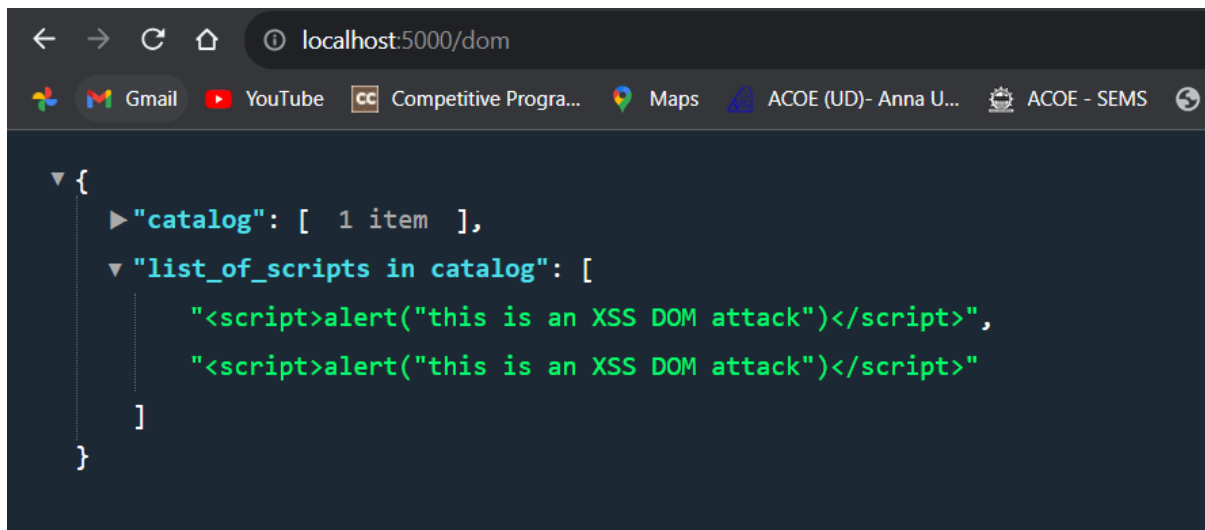 localhost:5000/dom
Gmail YouTube CC Competitive Progra... Maps ACOE (UD)- Anna U... ACOE - SEMS
{
"catalog": [ 1 item ],
"list_of_scripts in catalog": [
"<script>alert("this is an XSS DOM attack")</script>",
"<script>alert("this is an XSS DOM attack")</script>"
]
}